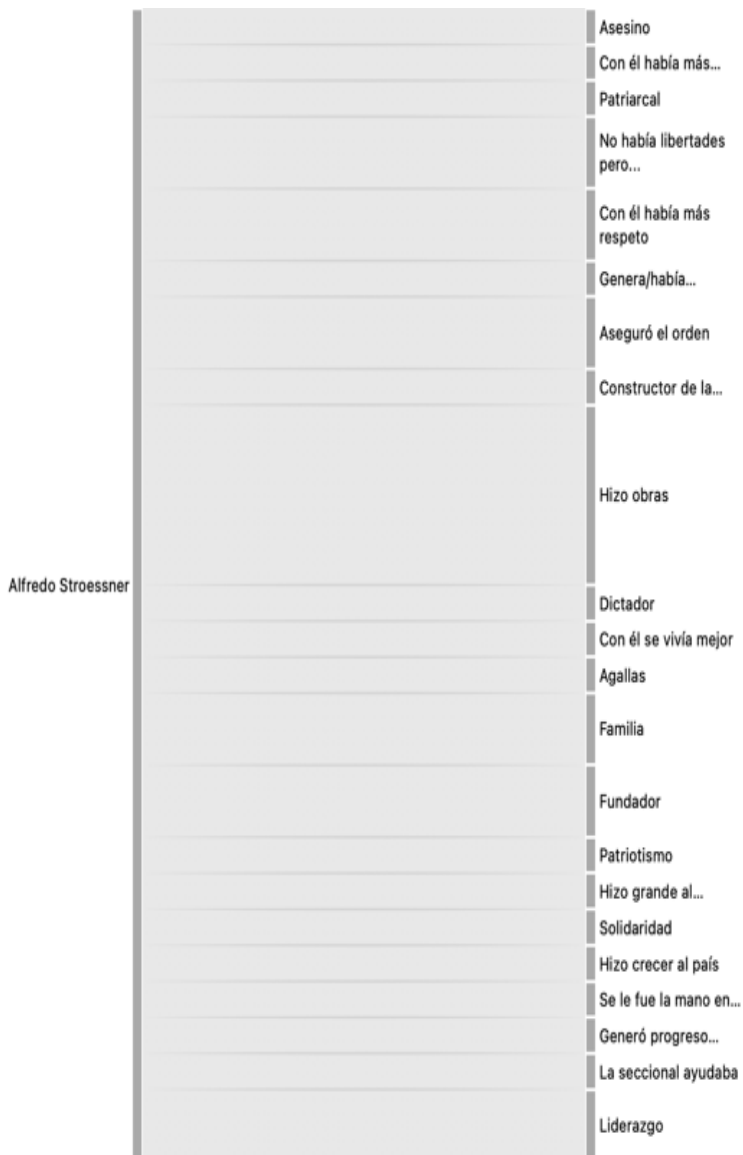 Asesino
Con él había más...
Patriarcal
No había libertades
pero...
Con él había más
respeto
Genera/había...
Aseguró el orden
Constructor de la...
Hizo obras
Alfredo Stroessner
Dictador
Con él se vivía mejor
Agallas
Familia
Fundador
Patriotismo
Hizo grande al...
Solidaridad
Hizo crecer al país
Se le fue la mano en...
Generó progreso...
La seccional ayudaba
Liderazgo